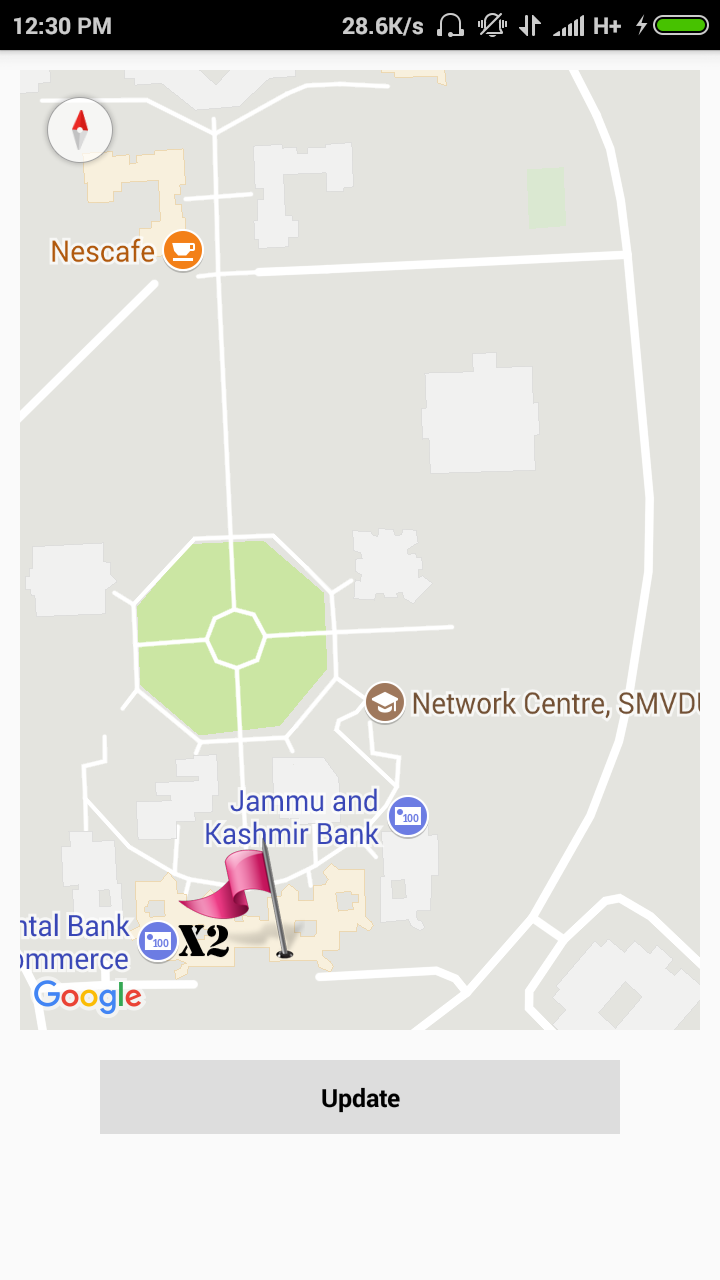 12:30 PM 28.6K/s H+
Nescafe
Network Centre, SMVDU
Jammu and
100
Kashmir Bank
ntal Bank
100 X2
ommerce
Google
Update